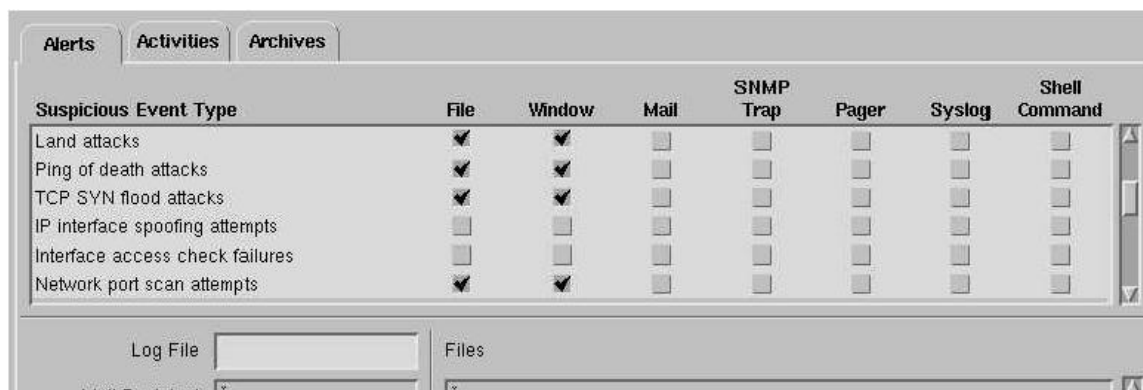 Alerts Activities Archives
SNMP Shell
Suspicious Event Type File Window Mail Trap Pager Syslog Command
Land attacks
Ping of death attacks
TCP SYN flood attacks
IP interface spoofing attempts
Interface access check failures
Network port scan attempts
Log File Files